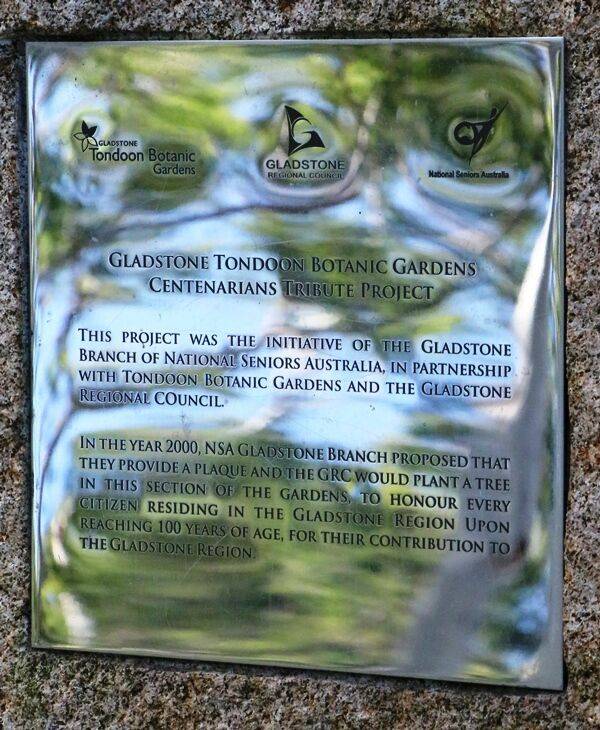 GLADSTONE
Tondoon Botanic
Gardens
GLADSTONE
REGIONAL COUNCIL
National Seniors Australia
GLADSTONE TONDOON BOTANIC GARDENS
CENTENARIANS TRIBUTE PROJECT
THIS PROJECT WAS THE INITIATIVE OF THE GLADSTONE
BRANCH OF NATIONAL SENIORS AUSTRALIA, IN PARTNERSHIP
WITH TONDOON BOTANIC GARDENS AND THE GLADSTONE
REGIONAL COUNCIL.
IN THE YEAR 2000, NSA GLADSTONE BRANCH PROPOSED THAT
THEY PROVIDE A PLAQUE AND THE GRC WOULD PLANT A TREE
IN THIS SECTION OF THE GARDENS, TO HONOUR EVERY
CITIZEN RESIDING IN THE GLADSTONE REGION UPON
REACHING 100 YEARS OF AGE, FOR THEIR CONTRIBUTION TO
THE GLADSTONE REGION.